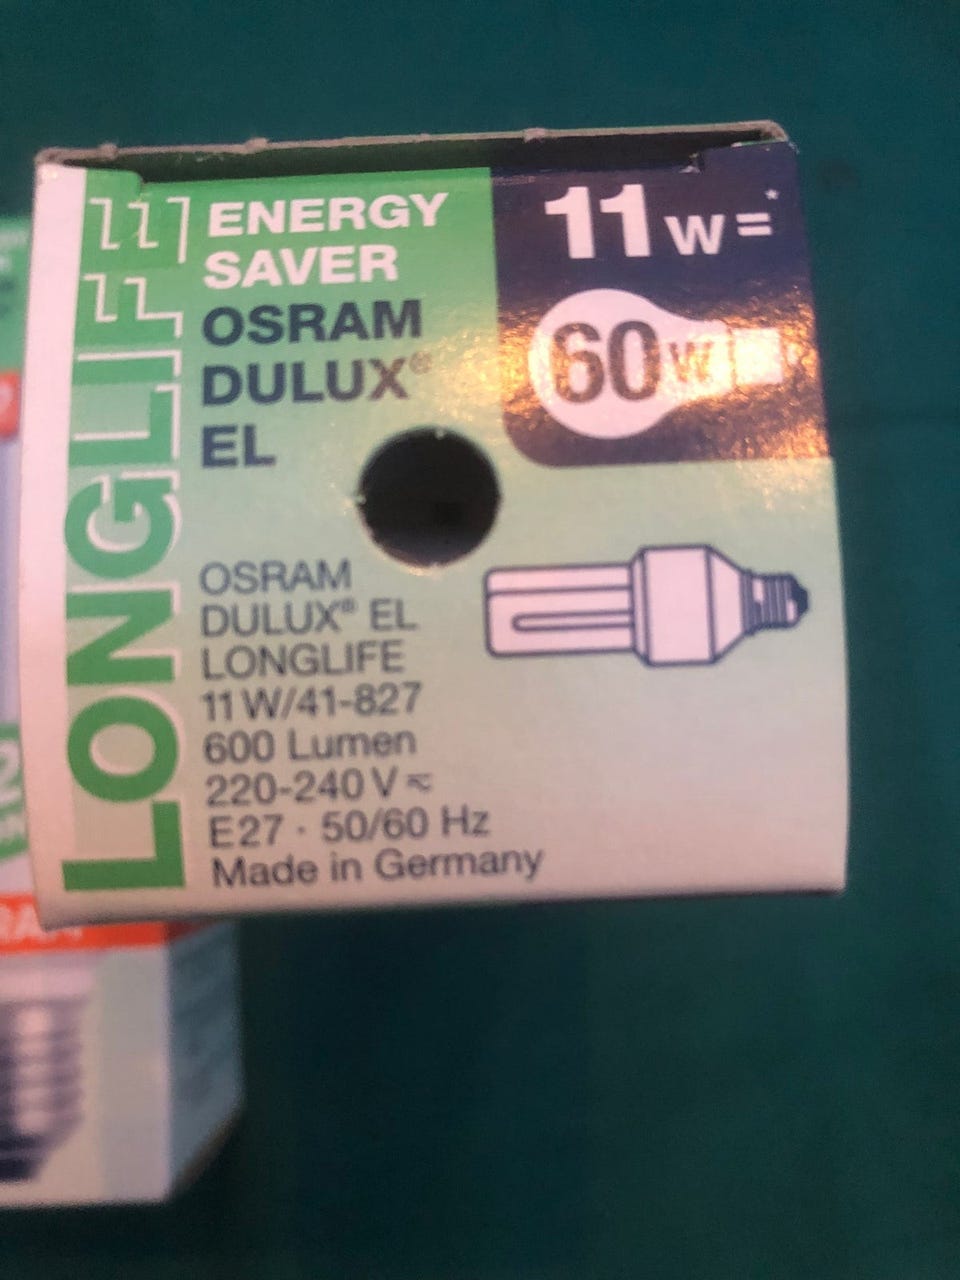 LONGLIFE
ENERGY
SAVER
OSRAM
DULUX®
EL
11 W =*
60 W
OSRAM
DULUX® EL
LONGLIFE
11 W/41-827
600 Lumen
220-240 V ≂
E27 · 50/60 Hz
Made in Germany